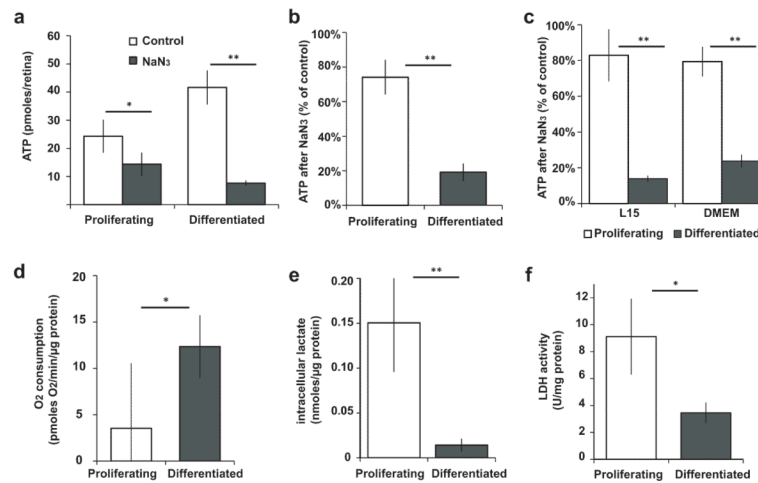 a
ATP (pmoles/retina)
60
50
40
30
20
10
Control
NaN₃
*
**
Proliferating
Differentiated
b
ATP after NaN₃ (% of control)
100%
80%
60%
40%
20%
0%
**
Proliferating
Differentiated
c
ATP after NaN₃ (% of control)
100%
80%
60%
40%
20%
0%
**
**
L15
DMEM
Proliferating
Differentiated
d
O2 consumption
(pmoles O2/min/µg protein)
20
15
10
5
0
*
Proliferating
Differentiated
e
intracellular lactate
(nmoles/µg protein)
0.20
0.15
0.10
0.05
0
**
Proliferating
Differentiated
f
LDH activity
(U/mg protein)
14
12
10
8
6
4
2
0
*
Proliferating
Differentiated